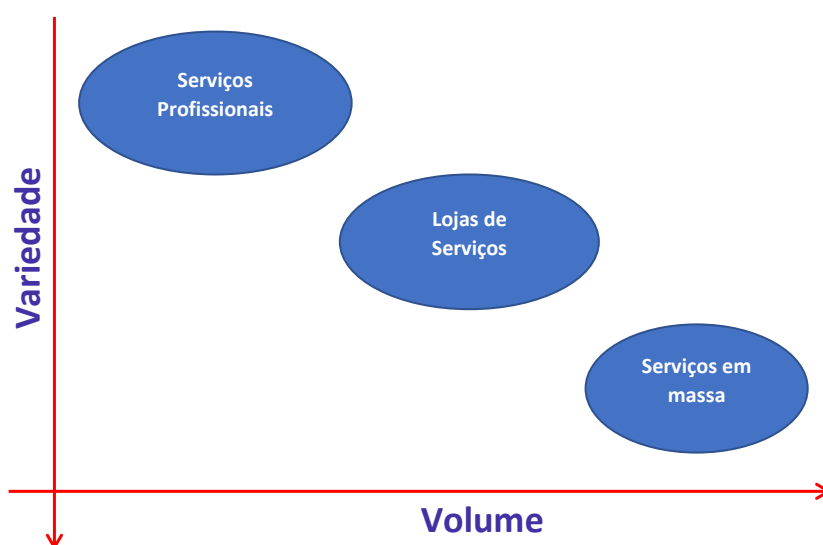 Serviços
Profissionais
Lojas de
Serviços
Serviços em
massa
Variedade
Volume